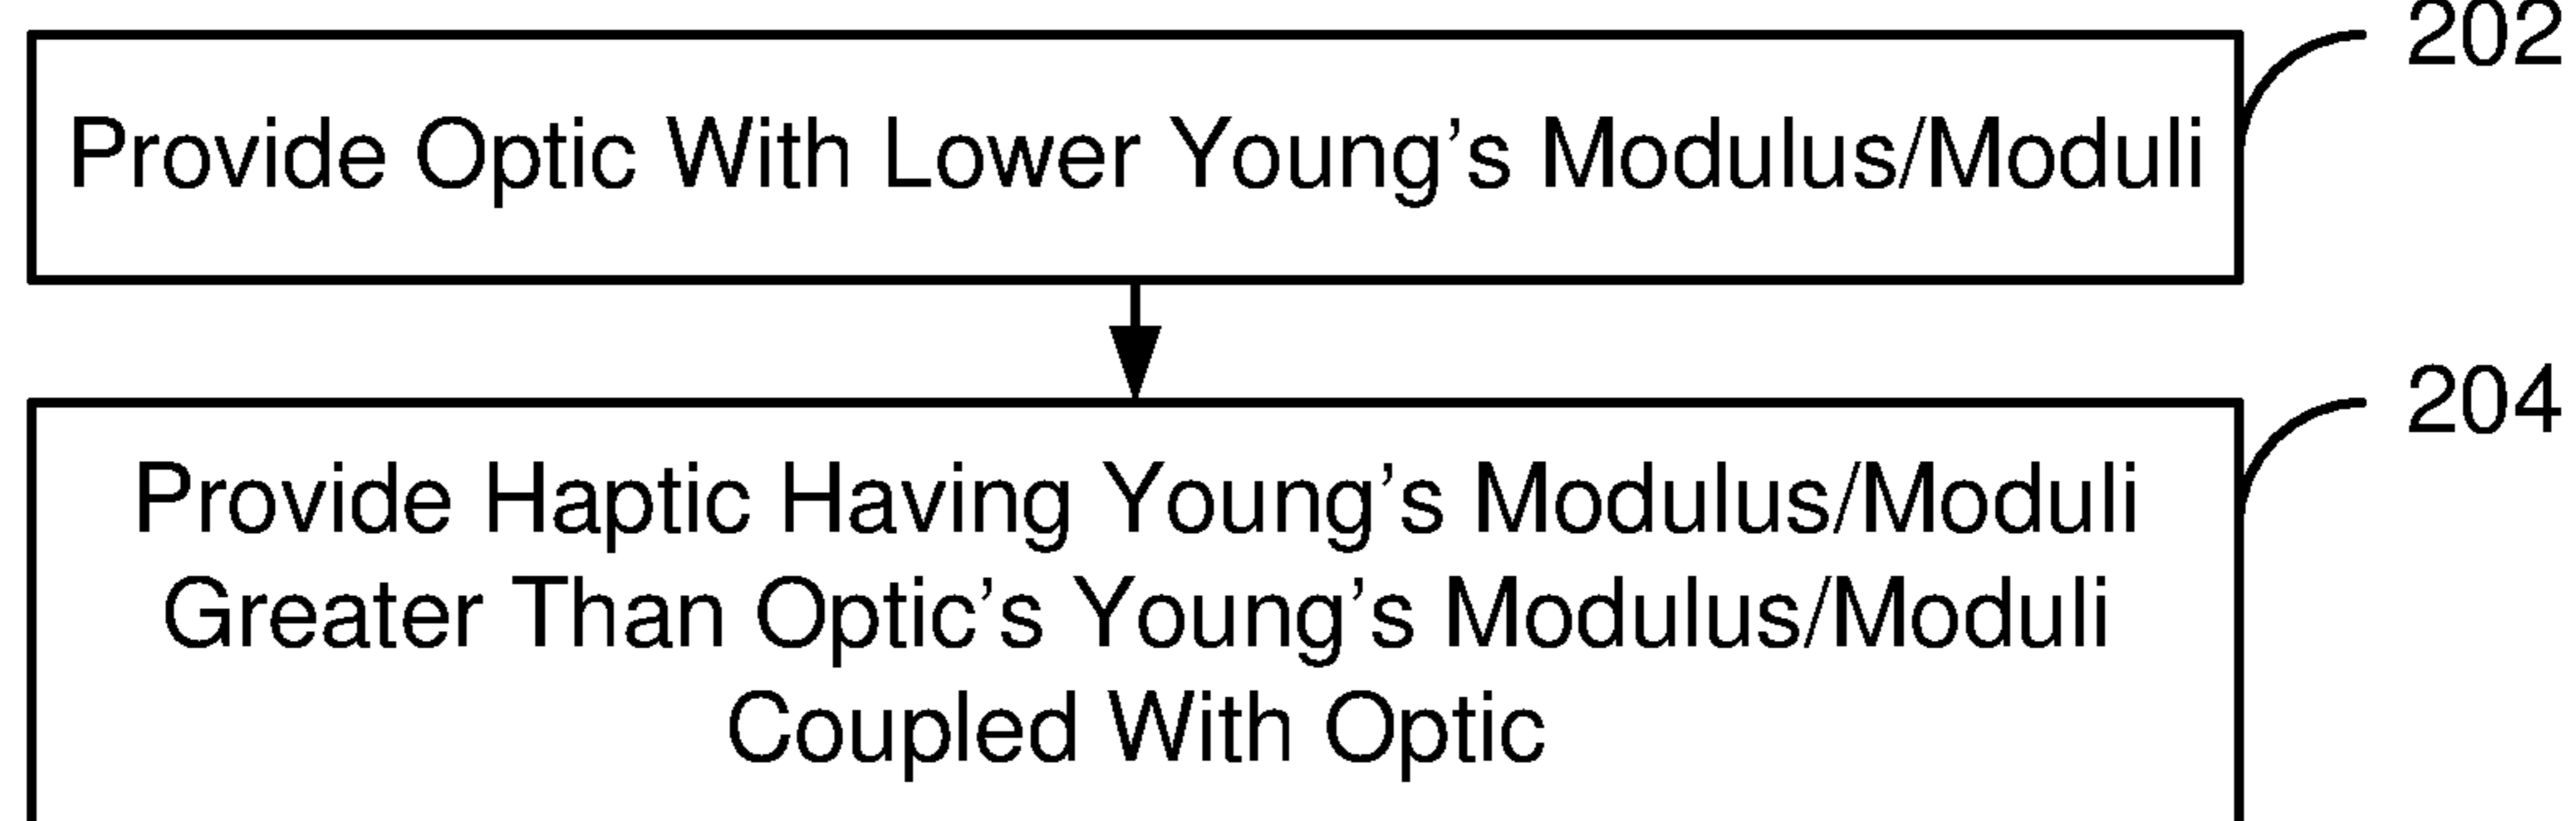 202
Provide Optic With Lower Young’s Modulus/Moduli
204
Provide Haptic Having Young’s Modulus/Moduli
Greater Than Optic’s Young’s Modulus/Moduli
Coupled With Optic